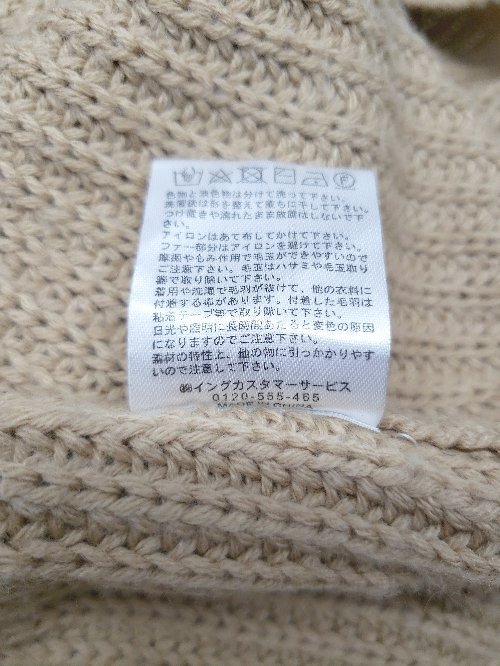 色物と淡色物は分けて洗って下さい。
洗濯後は形を整えて直ちに干して下さい。
つけ置きや濡れたまま放置はしないで下
さい。
アイロンはあて布してかけて下さい。
ファー部分はアイロンを避けて下さい。
摩擦やもみ作用で毛玉ができやすいので
ご注意下さい。毛玉はハサミや毛玉取り
器で取り除いて下さい。
着用や洗濯で毛羽が抜けて、他の衣料に
付着する事があります。付着した毛羽は
粘着テープ等で取り除いて下さい。
日光や照明に長時間あたると変色の原因
になりますのでご注意下さい。
素材の特性上、他の物に引っかかりやす
いので注意して下さい。
㈱イングカスタマーサービス
0120-555-465
MADE IN CHINA